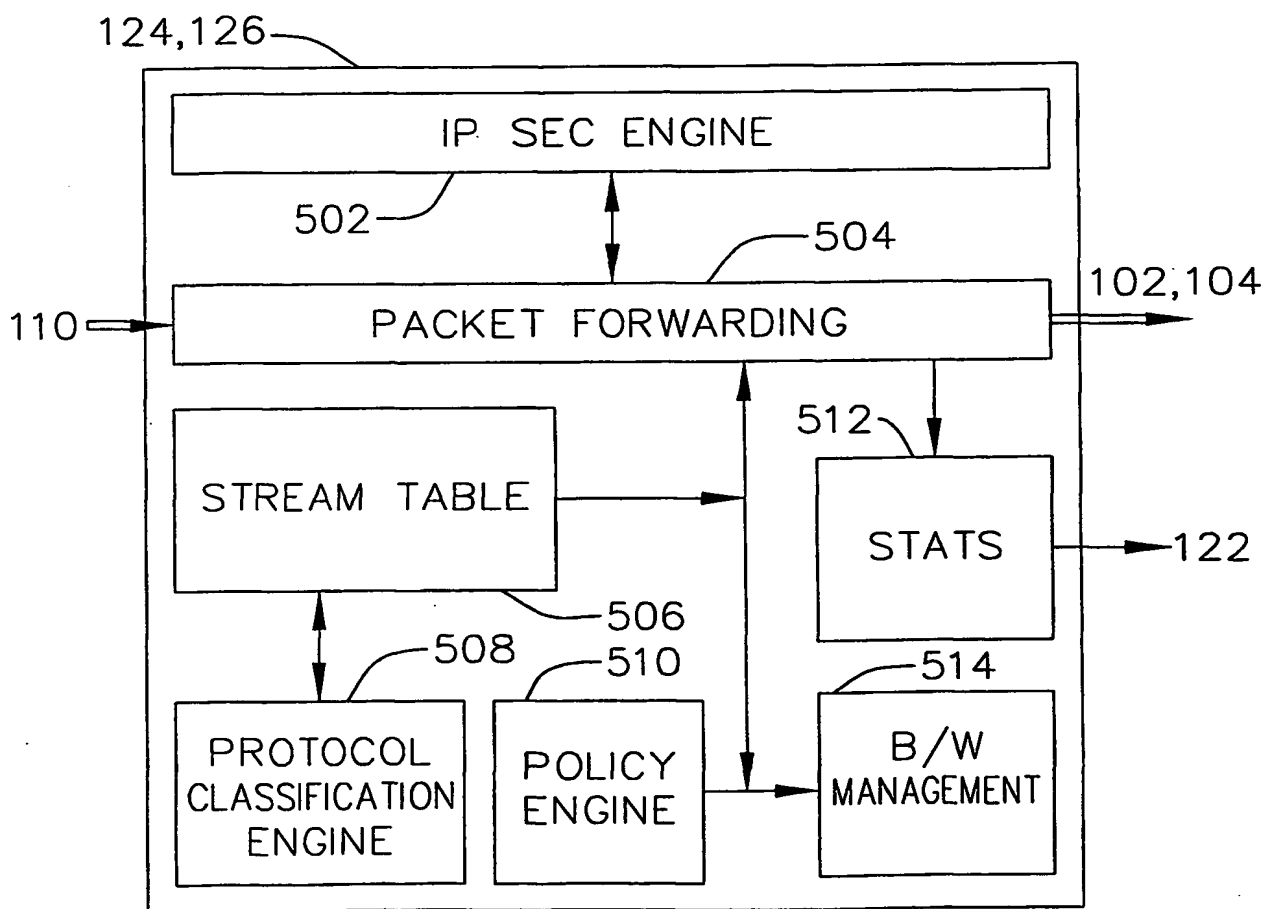 124,126
IP SEC ENGINE
502
504
102,104
110
PACKET FORWARDING
512
STREAM TABLE
STATS
122
506
508
510
514
PROTOCOL
CLASSIFICATION
ENGINE
POLICY
ENGINE
B/W
MANAGEMENT